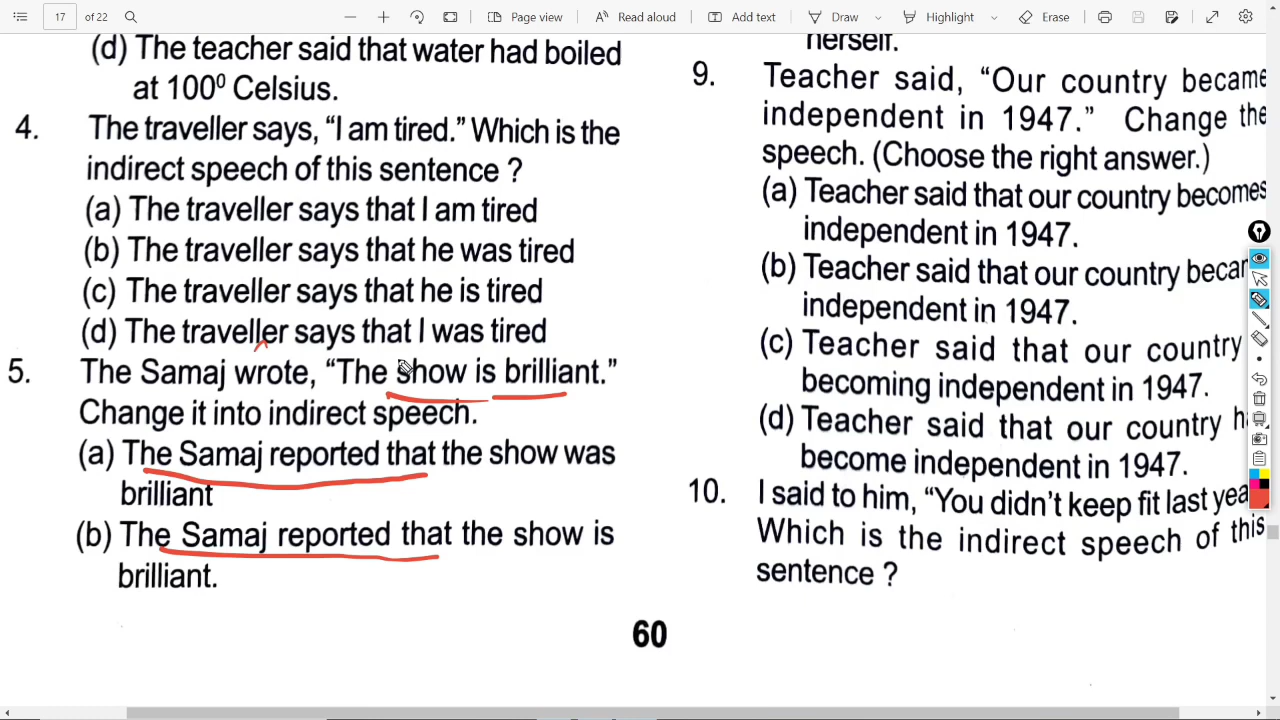 17 of 22
Page view
Read aloud
Add text
Draw
Highlight
Erase
(d) The teacher said that water had boiled
at 100⁰ Celsius.
4. The traveller says, “I am tired.” Which is the
indirect speech of this sentence ?
(a) The traveller says that I am tired
(b) The traveller says that he was tired
(c) The traveller says that he is tired
(d) The traveller says that I was tired
5. The Samaj wrote, “The show is brilliant.”
Change it into indirect speech.
(a) The Samaj reported that the show was
brilliant
(b) The Samaj reported that the show is
brilliant.
herself.
9. Teacher said, “Our country became
independent in 1947.” Change the
speech. (Choose the right answer.)
(a) Teacher said that our country becomes
independent in 1947.
(b) Teacher said that our country becam
independent in 1947.
(c) Teacher said that our country
becoming independent in 1947.
(d) Teacher said that our country h
become independent in 1947.
10. I said to him, “You didn’t keep fit last yea
Which is the indirect speech of this
sentence ?
60